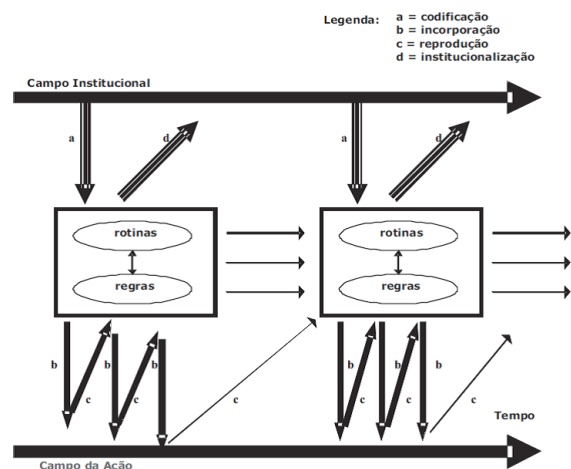 Legenda: a = codificação
b = incorporação
c = reprodução
d = institucionalização
Campo Institucional
a
d
a
d
rotinas
regras
rotinas
regras
b
b
b
c
c
c
b
b
b
c
c
c
Tempo
Campo da Ação